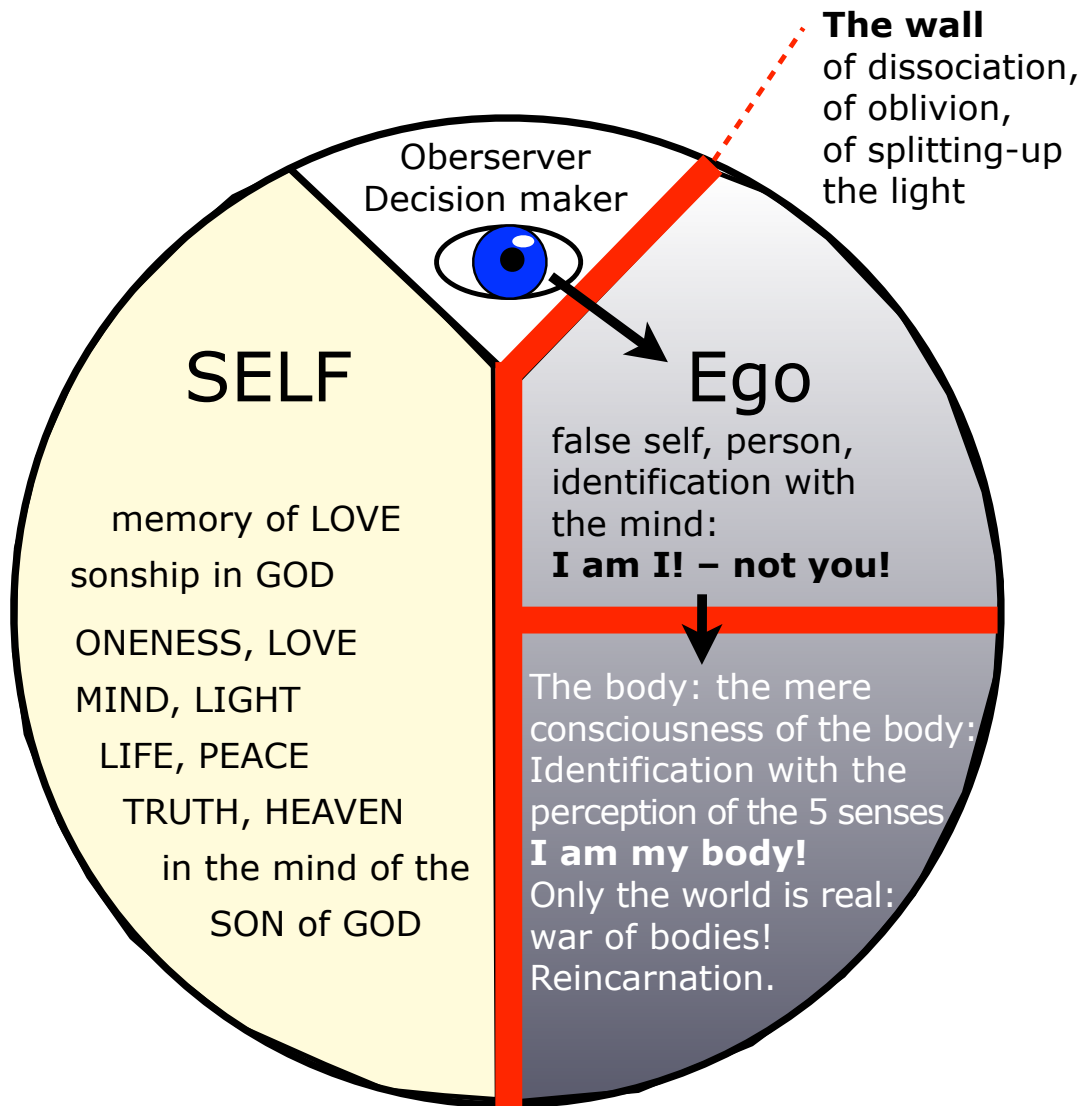 The wall
of dissociation,
of oblivion,
of splitting-up
the light
Oberserver
Decision maker
SELF
memory of LOVE
sonship in GOD
ONENESS, LOVE
MIND, LIGHT
LIFE, PEACE
TRUTH, HEAVEN
in the mind of the
SON of GOD
Ego
false self, person,
identification with
the mind:
I am I! – not you!
The body: the mere
consciousness of the body:
Identification with the
perception of the 5 senses
I am my body!
Only the world is real:
war of bodies!
Reincarnation.